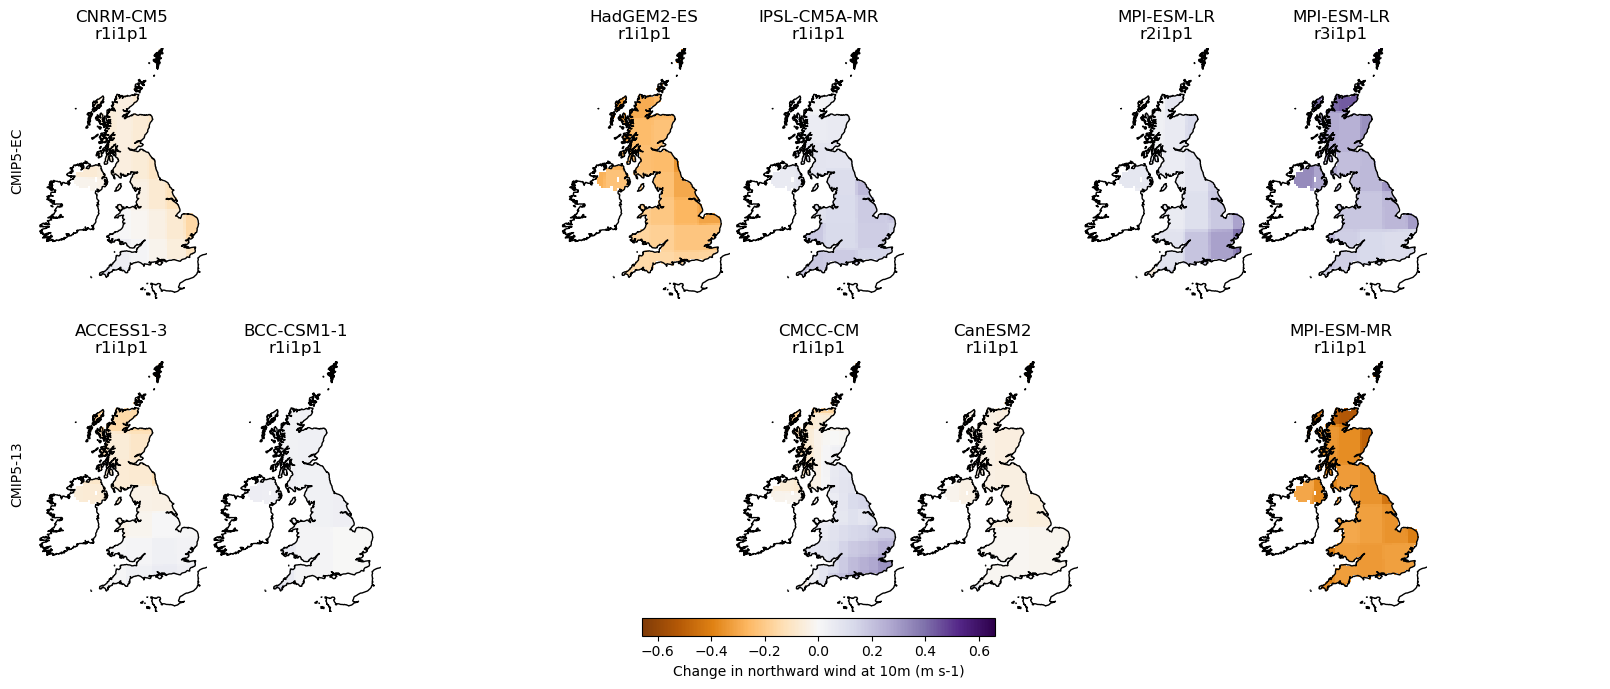 CNRM-CM5
r1i1p1
HadGEM2-ES
r1i1p1
IPSL-CM5A-MR
r1i1p1
MPI-ESM-LR
r2i1p1
MPI-ESM-LR
r3i1p1
CMIP5-EC
ACCESS1-3
r1i1p1
BCC-CSM1-1
r1i1p1
CMCC-CM
r1i1p1
CanESM2
r1i1p1
MPI-ESM-MR
r1i1p1
CMIP5-13
−0.6 −0.4 −0.2 0.0 0.2 0.4 0.6
Change in northward wind at 10m (m s-1)